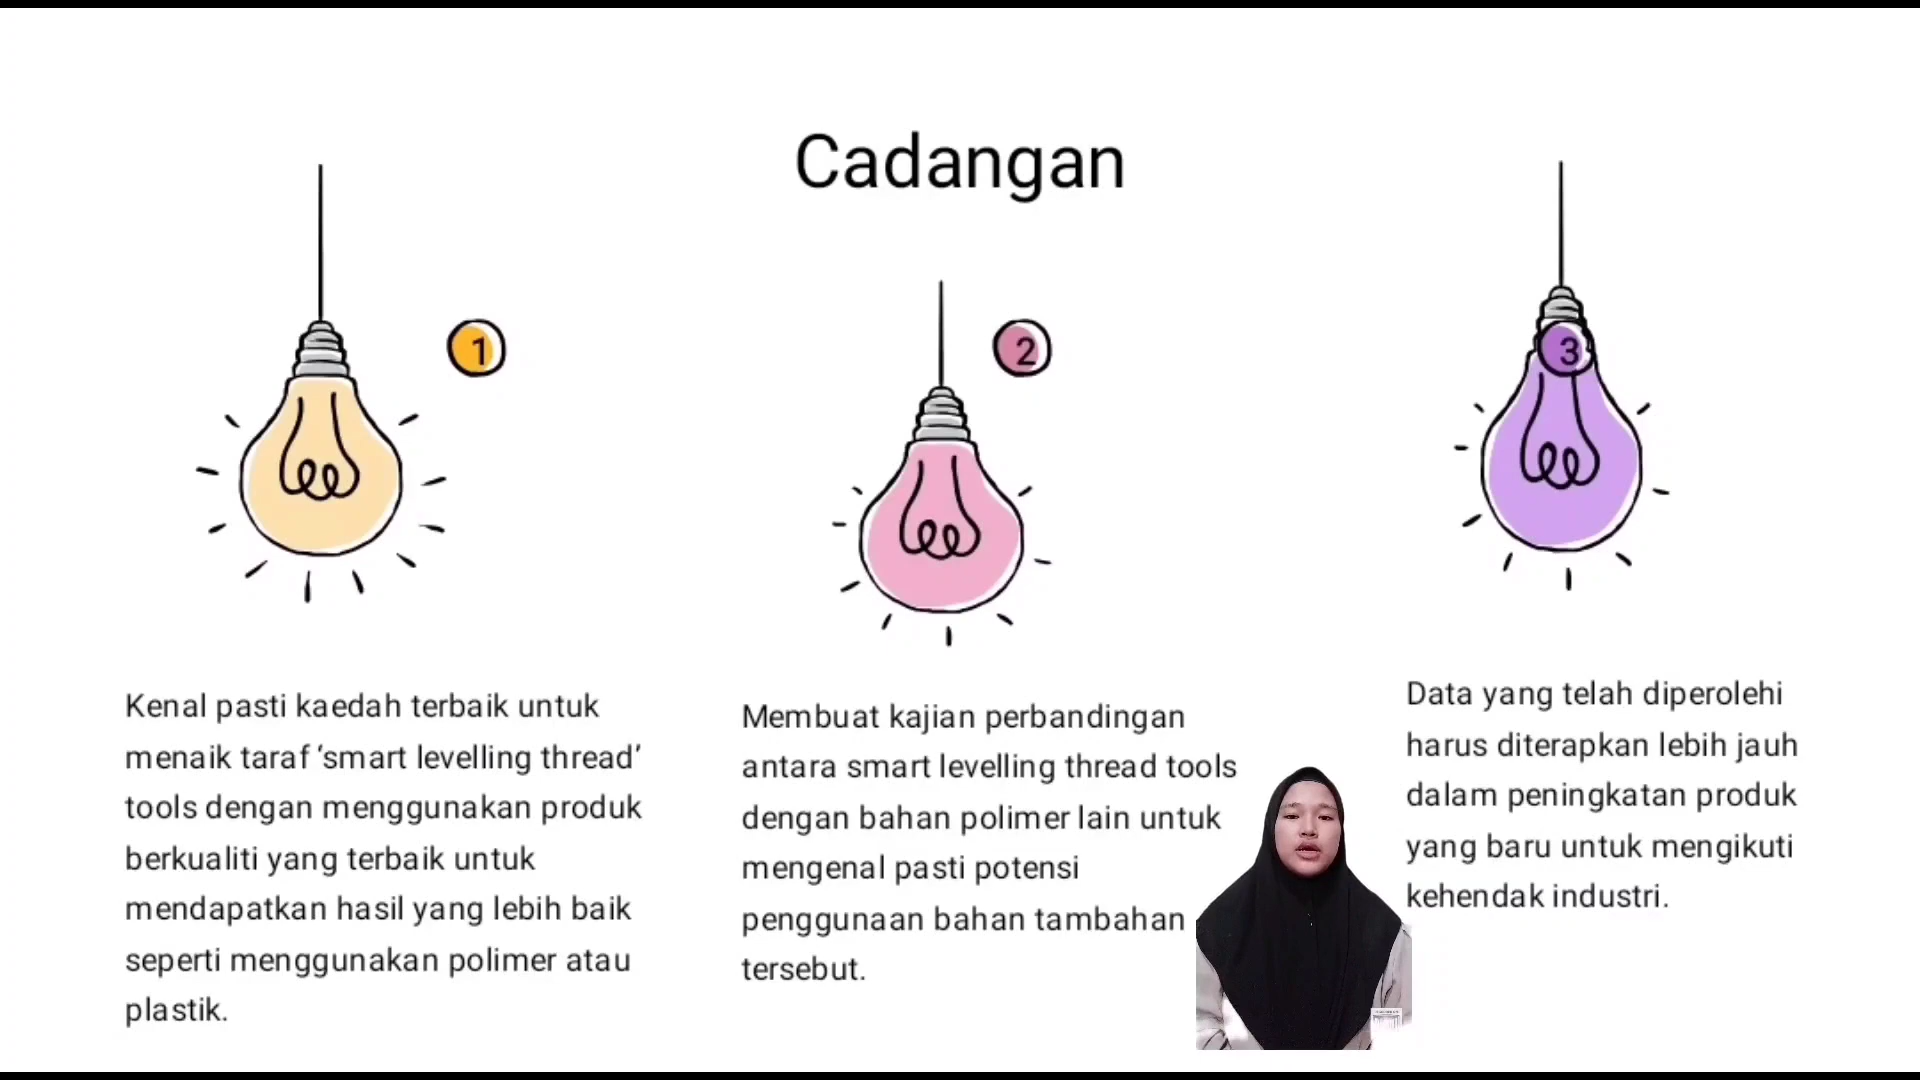 Cadangan
1
Kenal pasti kaedah terbaik untuk
menaik taraf ‘smart levelling thread’
tools dengan menggunakan produk
berkualiti yang terbaik untuk
mendapatkan hasil yang lebih baik
seperti menggunakan polimer atau
plastik.
2
Membuat kajian perbandingan
antara smart levelling thread tools
dengan bahan polimer lain untuk
mengenal pasti potensi
penggunaan bahan tambahan
tersebut.
3
Data yang telah diperolehi
harus diterapkan lebih jauh
dalam peningkatan produk
yang baru untuk mengikuti
kehendak industri.